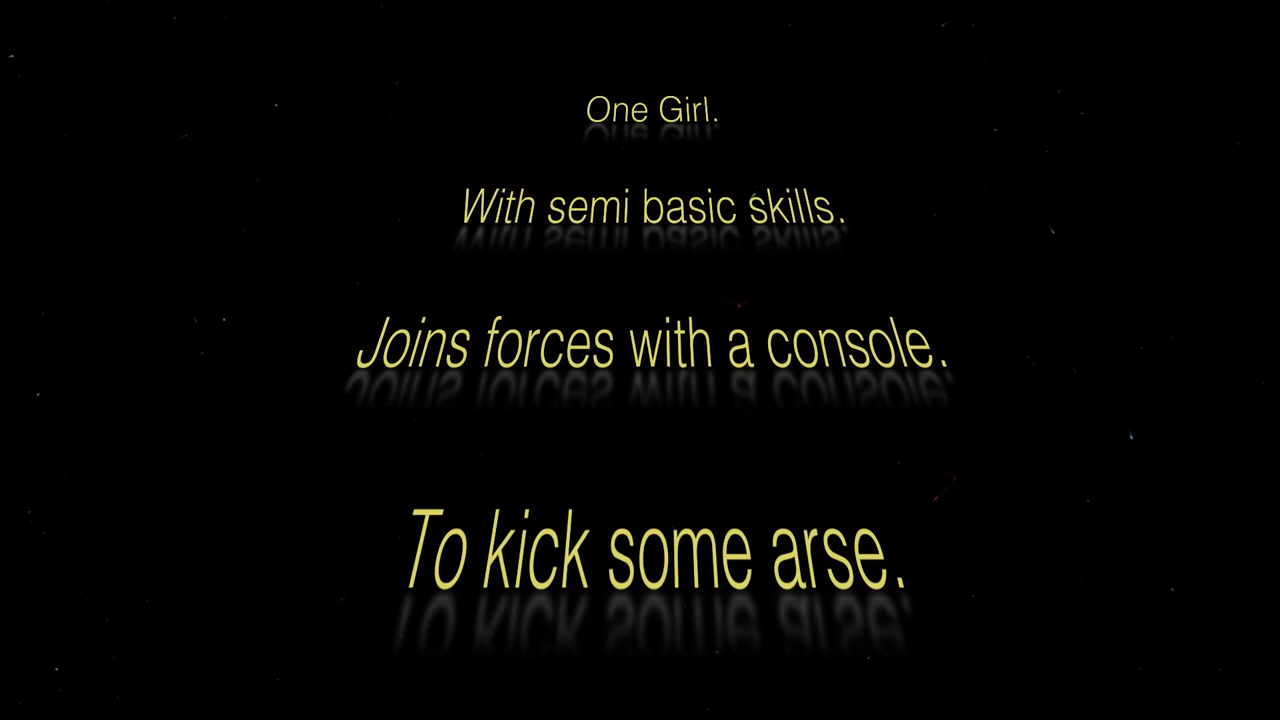 One Girl.
With semi basic skills.
Joins forces with a console.
To kick some arse.